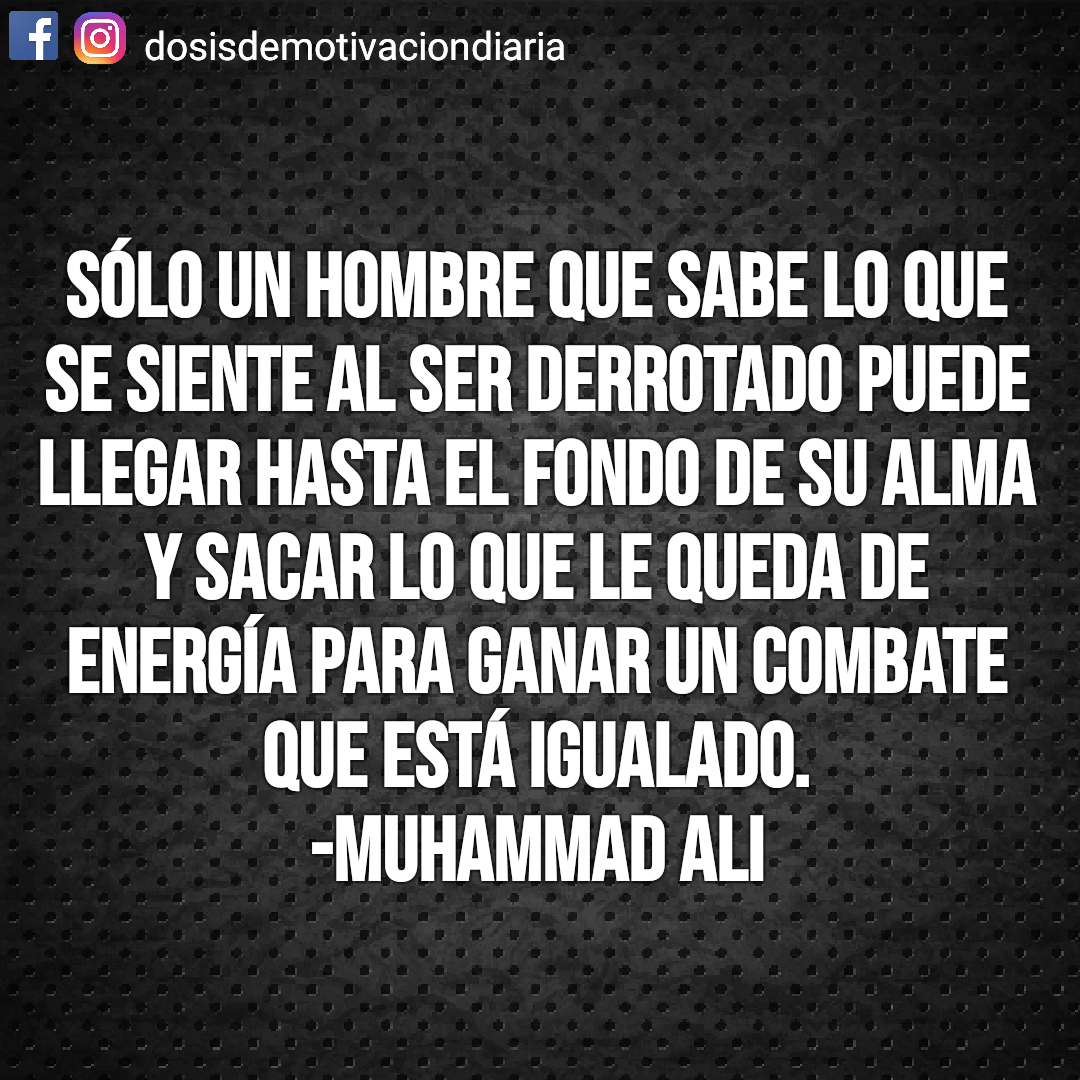 dosisdemotivaciondiaria
SÓLO UN HOMBRE QUE SABE LO QUE
SE SIENTE AL SER DERROTADO PUEDE
LLEGAR HASTA EL FONDO DE SU ALMA
Y SACAR LO QUE LE QUEDA DE
ENERGÍA PARA GANAR UN COMBATE
QUE ESTÁ IGUALADO.
-MUHAMMAD ALI